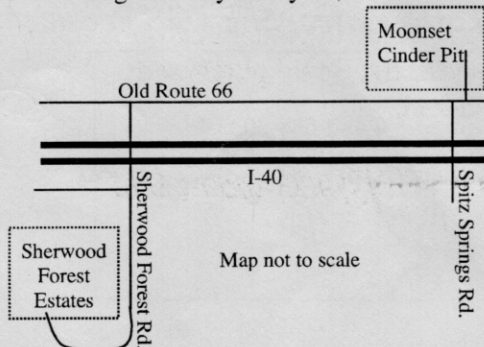 Moonset
Cinder Pit
Old Route 66
I-40
Sherwood Forest Rd.
Spitz Springs Rd.
Sherwood
Forest
Estates
Map not to scale